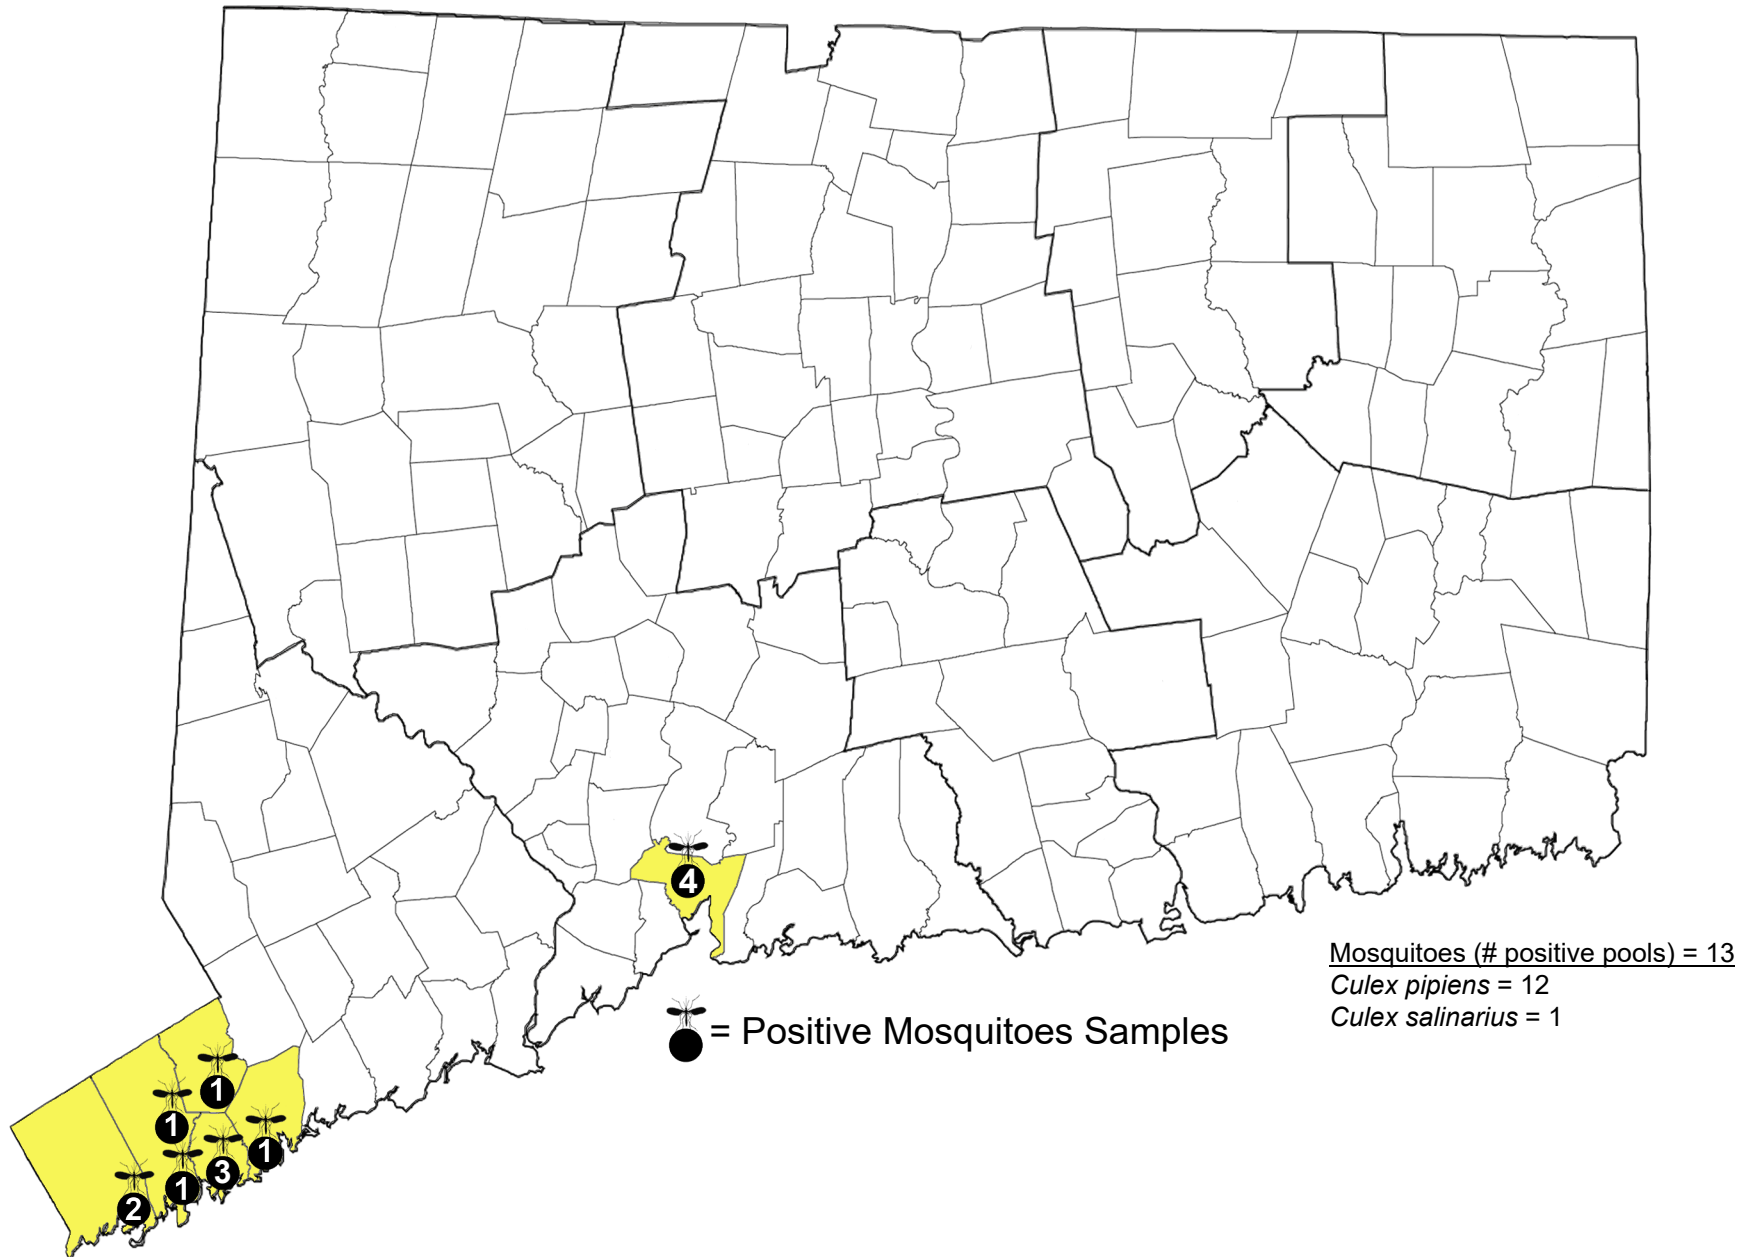 4
Mosquitoes (# positive pools) = 13
Culex pipiens = 12
Culex salinarius = 1
= Positive Mosquitoes Samples
1
1
1
3
1
2